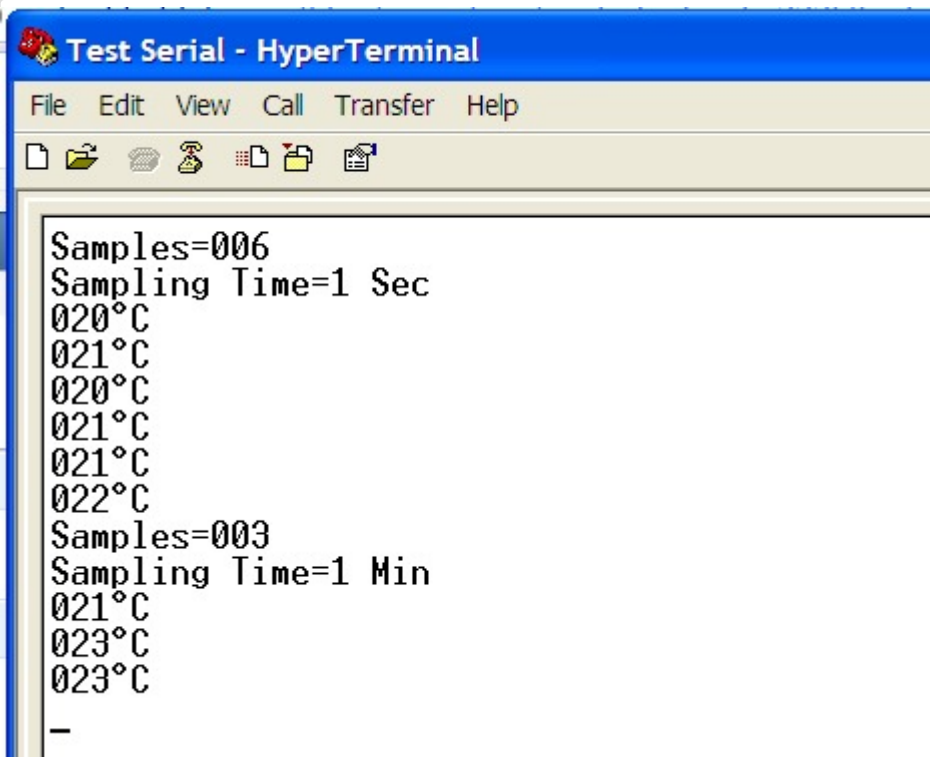 Test Serial - HyperTerminal
File Edit View Call Transfer Help
Samples=006
Sampling Time=1 Sec
020°C
021°C
020°C
021°C
021°C
022°C
Samples=003
Sampling Time=1 Min
021°C
023°C
023°C
_